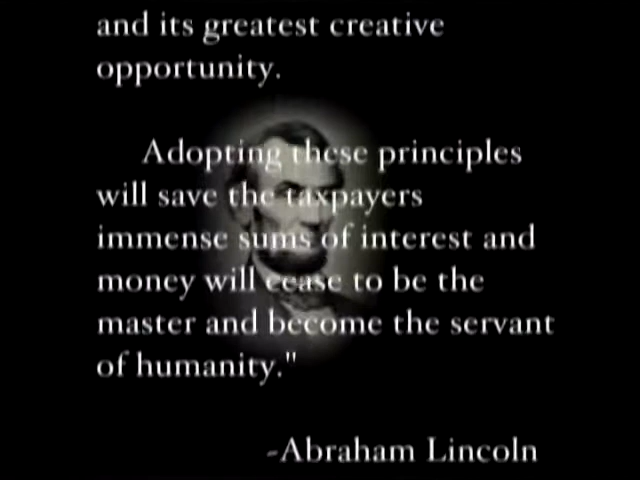 and its greatest creative
opportunity.
Adopting these principles
will save the taxpayers
immense sums of interest and
money will cease to be the
master and become the servant
of humanity."
-Abraham Lincoln